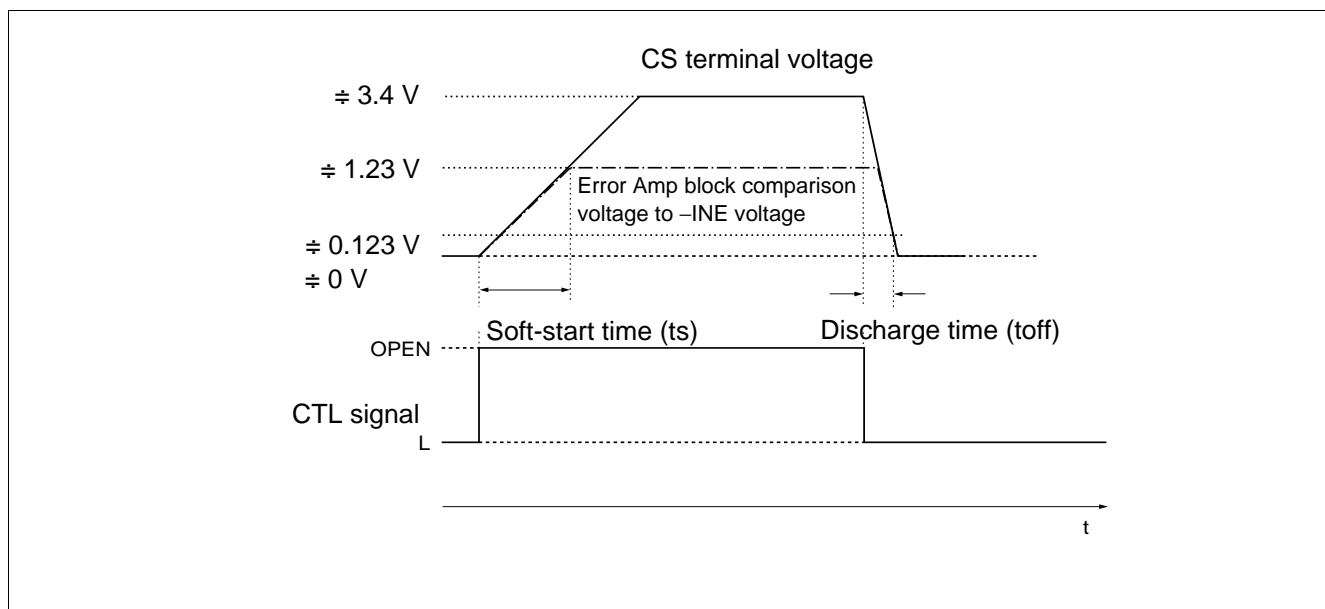 CS terminal voltage
≒ 3.4 V
≒ 1.23 V
Error Amp block comparison
voltage to –INE voltage
≒ 0.123 V
≒ 0 V
Soft-start time (ts)
Discharge time (toff)
OPEN
CTL signal
L
t